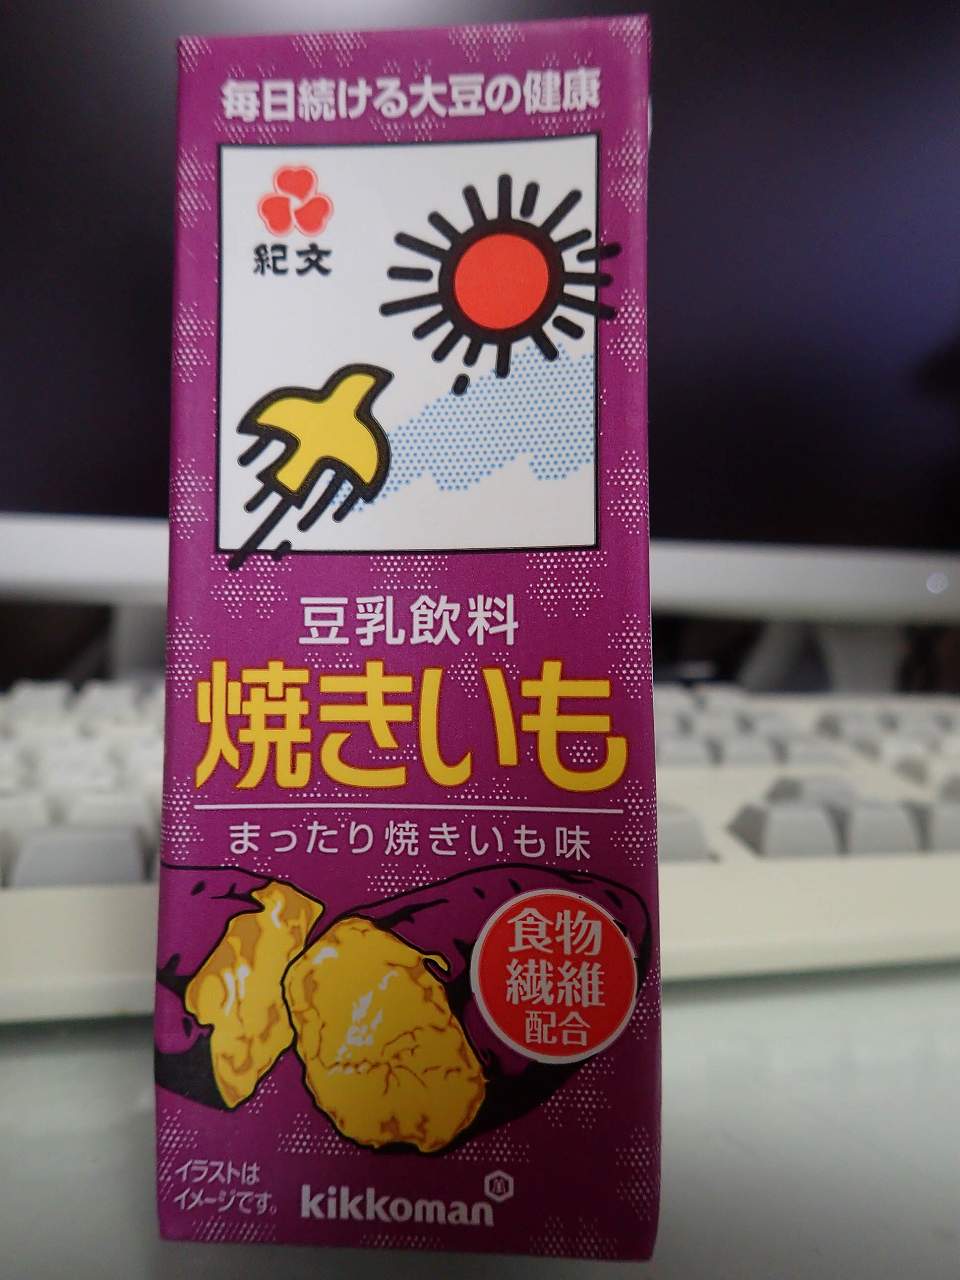 毎日続ける大豆の健康
紀文
豆乳飲料
焼きいも
まったり焼きいも味
食物
繊維
配合
イラストは
イメージです。
kikkoman